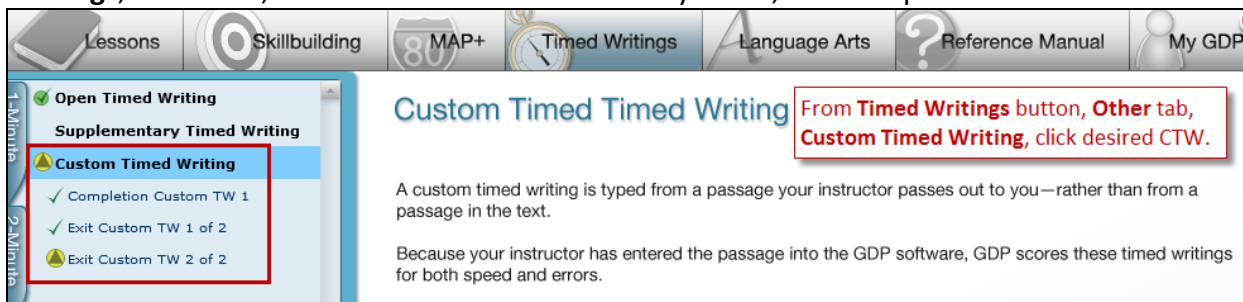 Lessons Skillbuilding MAP+ Timed Writings Language Arts Reference Manual My GDP
80
1-Minute
2-Minute
Open Timed Writing
Supplementary Timed Writing
Custom Timed Writing
Completion Custom TW 1
Exit Custom TW 1 of 2
Exit Custom TW 2 of 2
Custom Timed Timed Writing
From Timed Writings button, Other tab,
Custom Timed Writing, click desired CTW.
A custom timed writing is typed from a passage your instructor passes out to you—rather than from a
passage in the text.
Because your instructor has entered the passage into the GDP software, GDP scores these timed writings
for both speed and errors.